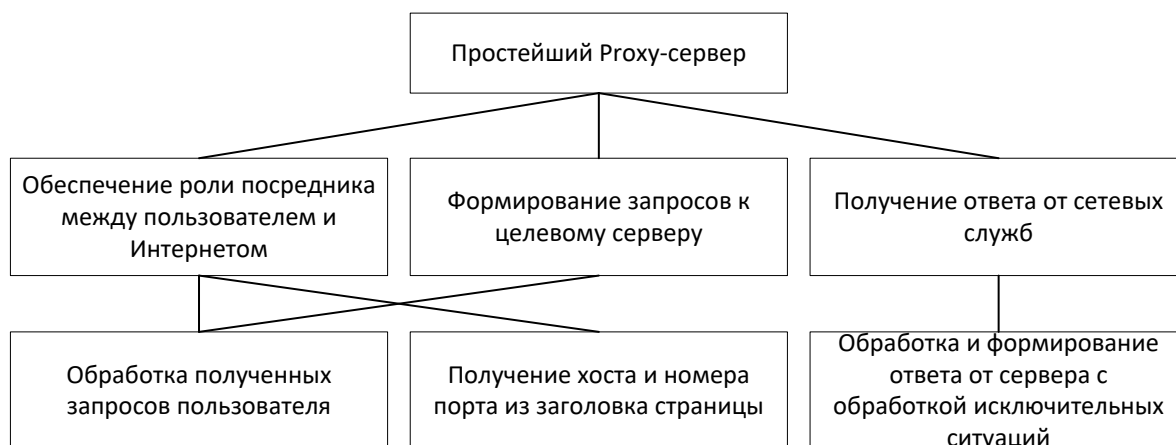 Простейший Proxy-сервер
Обеспечение роли посредника
между пользователем и
Интернетом
Формирование запросов к
целевому серверу
Получение ответа от сетевых
служб
Обработка полученных
запросов пользователя
Получение хоста и номера
порта из заголовка страницы
Обработка и формирование
ответа от сервера с
обработкой исключительных
ситуаций